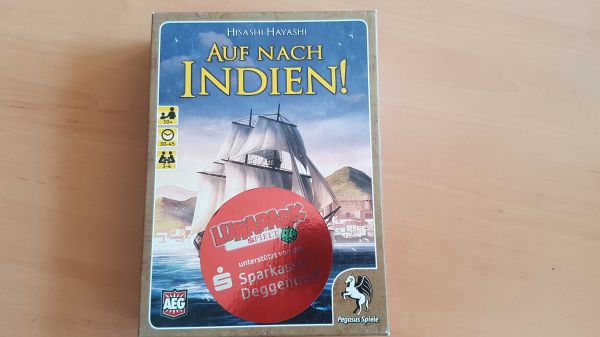 HISASHI HAYASHI
AUF NACH
INDIEN!
10+
30-45
3-4
LUWAPACK
SPIELE
unterstützt von der
Sparkasse
Deggendorf
AEG
Pegasus Spiele